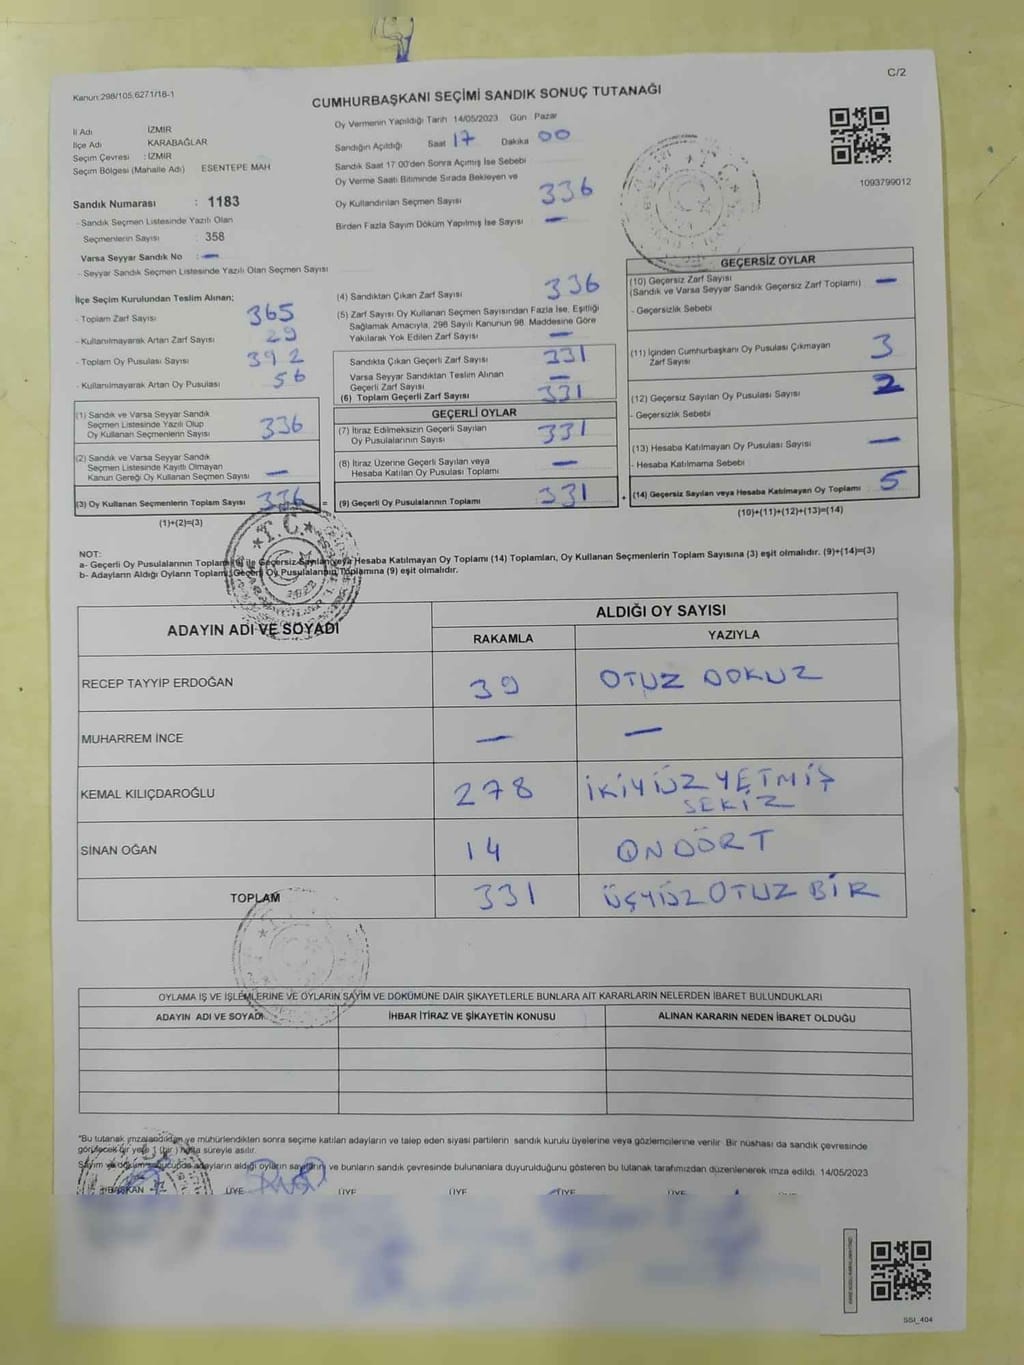 C/2
Kanun:298/105,6271/18-1
CUMHURBAŞKANI SEÇİMİ SANDIK SONUÇ TUTANAĞI
İl Adı İZMİR
İlçe Adı KARABAĞLAR
Seçim Çevresi : İZMİR
Seçim Bölgesi (Mahalle Adı) ESENTEPE MAH
Sandık Numarası : 1183
- Sandık Seçmen Listesinde Yazılı Olan
Seçmenlerin Sayısı : 358
Varsa Seyyar Sandık No : —
- Seyyar Sandık Seçmen Listesinde Yazılı Olan Seçmen Sayısı
Oy Vermenin Yapıldığı Tarih 14/05/2023 Gün Pazar
Sandığın Açıldığı Saat 17 Dakika 00
Sandık Saat 17:00'den Sonra Açılmış İse Sebebi
Oy Verme Saati Bitiminde Sırada Bekleyen ve
Oy Kullandırılan Seçmen Sayısı 336
Birden Fazla Sayım Döküm Yapılmış İse Sayısı —
1093799012
İlçe Seçim Kurulundan Teslim Alınan;
- Toplam Zarf Sayısı 365
- Kullanılmayarak Artan Zarf Sayısı 29
- Toplam Oy Pusulası Sayısı 392
- Kullanılmayarak Artan Oy Pusulası 56
(1) Sandık ve Varsa Seyyar Sandık
Seçmen Listesinde Yazılı Olup
Oy Kullanan Seçmenlerin Sayısı 336
(2) Sandık ve Varsa Seyyar Sandık
Seçmen Listesinde Kayıtlı Olmayan
Kanun Gereği Oy Kullanan Seçmen Sayısı —
(3) Oy Kullanan Seçmenlerin Toplam Sayısı 336 =
(1)+(2)=(3)
(4) Sandıktan Çıkan Zarf Sayısı 336
(5) Zarf Sayısı Oy Kullanan Seçmen Sayısından Fazla İse, Eşitliği
Sağlamak Amacıyla, 298 Sayılı Kanunun 98. Maddesine Göre
Yakılarak Yok Edilen Zarf Sayısı —
Sandıkta Çıkan Geçerli Zarf Sayısı 331
Varsa Seyyar Sandıktan Teslim Alınan
Geçerli Zarf Sayısı —
(6) Toplam Geçerli Zarf Sayısı 331
GEÇERLİ OYLAR
(7) İtiraz Edilmeksizin Geçerli Sayılan
Oy Pusulalarının Sayısı 331
(8) İtiraz Üzerine Geçerli Sayılan veya
Hesaba Katılan Oy Pusulası Toplamı —
(9) Geçerli Oy Pusulalarının Toplamı 331 +
GEÇERSİZ OYLAR
(10) Geçersiz Zarf Sayısı
(Sandık ve Varsa Seyyar Sandık Geçersiz Zarf Toplamı) —
- Geçersizlik Sebebi
(11) İçinden Cumhurbaşkanı Oy Pusulası Çıkmayan
Zarf Sayısı 3
(12) Geçersiz Sayılan Oy Pusulası Sayısı 2
- Geçersizlik Sebebi
(13) Hesaba Katılmayan Oy Pusulası Sayısı —
- Hesaba Katılmama Sebebi
(14) Geçersiz Sayılan veya Hesaba Katılmayan Oy Toplamı 5
(10)+(11)+(12)+(13)=(14)
NOT:
a- Geçerli Oy Pusulalarının Toplamı (9) ile Geçersiz Sayılan veya Hesaba Katılmayan Oy Toplamı (14) Toplamları, Oy Kullanan Seçmenlerin Toplam Sayısına (3) eşit olmalıdır. (9)+(14)=(3)
b- Adayların Aldığı Oyların Toplamı, Geçerli Oy Pusulalarının Toplamına (9) eşit olmalıdır.
T.C.
ADAYIN ADI VE SOYADI ALDIĞI OY SAYISI
RAKAMLA YAZIYLA
RECEP TAYYİP ERDOĞAN 39 OTUZ DOKUZ
MUHARREM İNCE — —
KEMAL KILIÇDAROĞLU 278 İKİYÜZ YETMİŞ
SEKİZ
SİNAN OĞAN 14 ONDÖRT
TOPLAM 331 ÜÇYÜZ OTUZ BİR
OYLAMA İŞ VE İŞLEMLERİNE VE OYLARIN SAYIM VE DÖKÜMÜNE DAİR ŞİKAYETLERLE BUNLARA AİT KARARLARIN NELERDEN İBARET BULUNDUKLARI
ADAYIN ADI VE SOYADI İHBAR İTİRAZ VE ŞİKAYETİN KONUSU ALINAN KARARIN NEDEN İBARET OLDUĞU
"Bu tutanak imzalandıktan ve mühürlendikten sonra seçime katılan adayların ve talep eden siyasi partilerin sandık kurulu üyelerine veya gözlemcilerine verilir. Bir nüshası da sandık çevresinde
görülecek bir yere 1 (bir) hafta süreyle asılır.
Sayım ve döküm sonucunda adayların aldığı oyların sayılarını ve bunların sandık çevresinde bulunanlara duyurulduğunu gösteren bu tutanak tarafımızdan düzenlenerek imza edildi. 14/05/2023
BAŞKAN ÜYE ÜYE ÜYE ÜYE ÜYE ÜYE
SSI_404